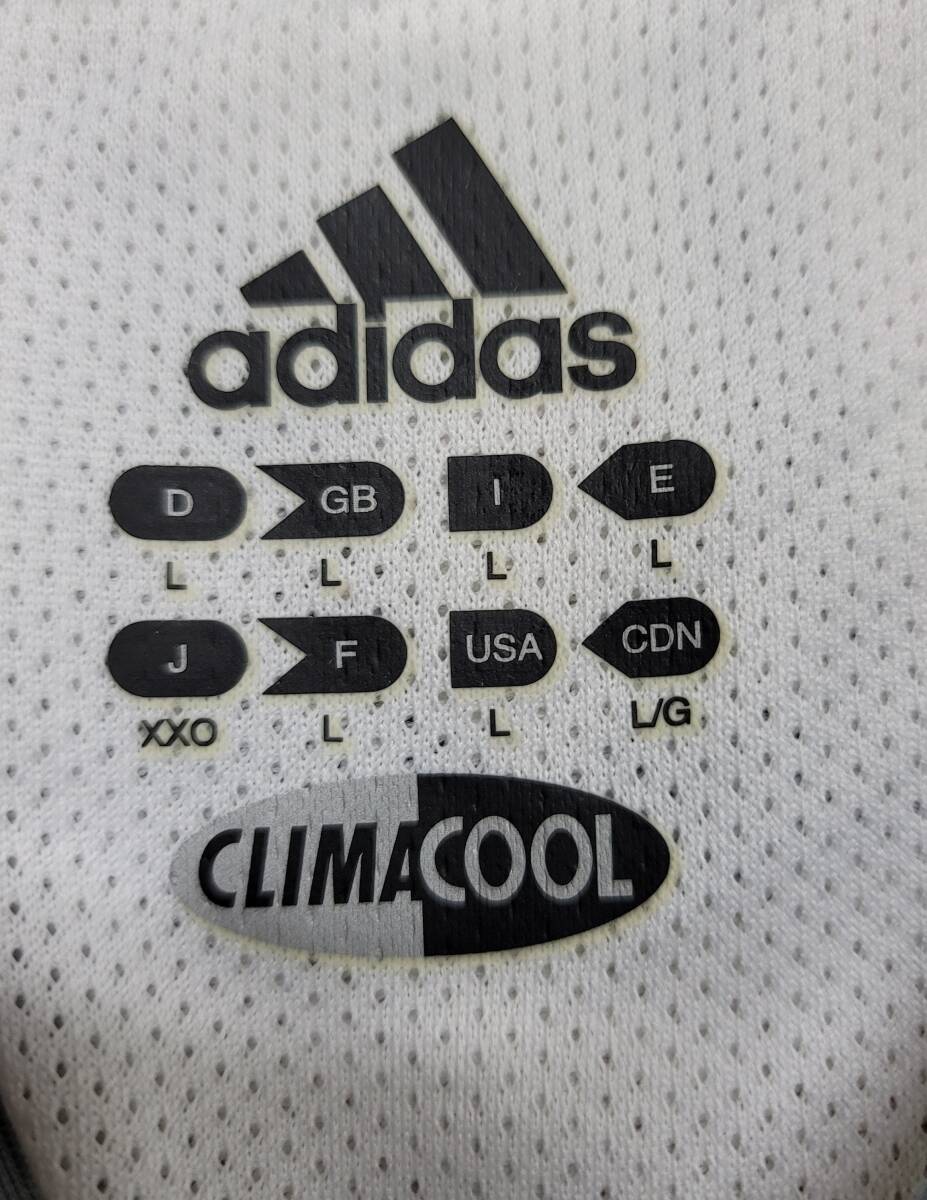 adidas
D GB I E
L L L L
J F USA CDN
XXO L L L/G
CLIMACOOL